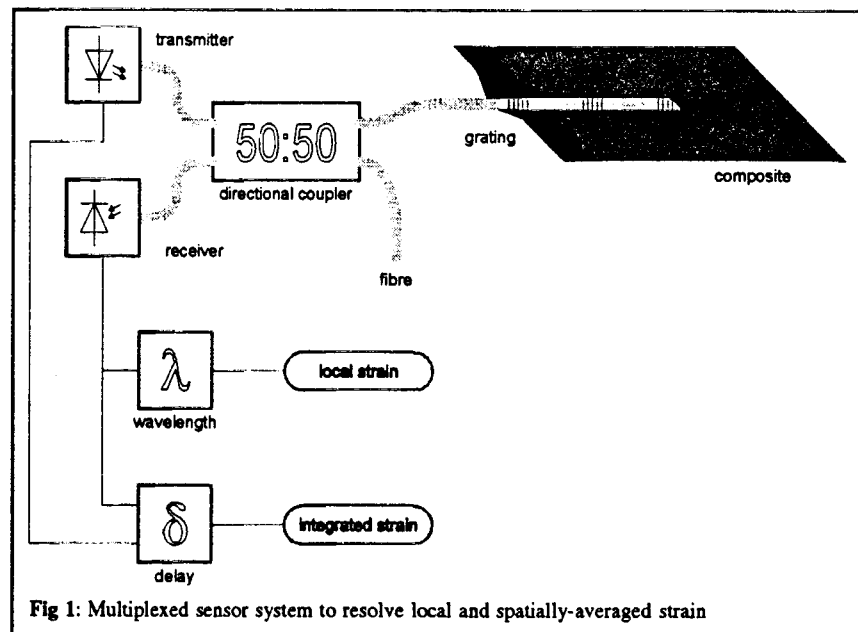 transmitter
50:50
directional coupler
grating
composite
receiver
fibre
λ
wavelength
local strain
δ
delay
integrated strain
Fig 1: Multiplexed sensor system to resolve local and spatially-averaged strain